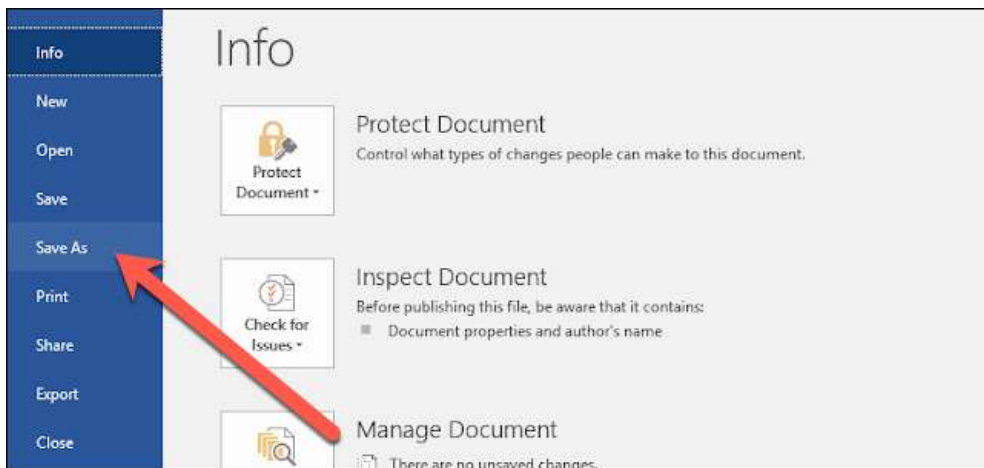 Info
New
Open
Save
Save As
Print
Share
Export
Close
Info
Protect
Document
Protect Document
Control what types of changes people can make to this document.
Check for
Issues
Inspect Document
Before publishing this file, be aware that it contains:
Document properties and author's name
Manage Document
There are no unsaved changes.